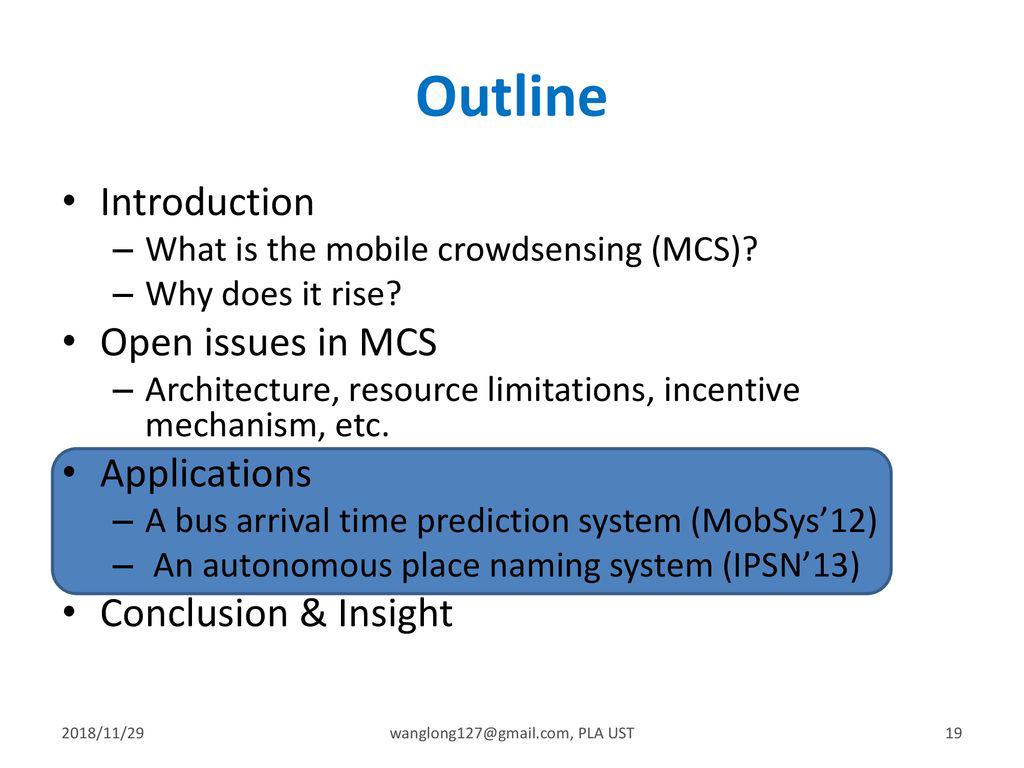 Outline
• Introduction
– What is the mobile crowdsensing (MCS)?
– Why does it rise?
• Open issues in MCS
– Architecture, resource limitations, incentive
mechanism, etc.
• Applications
– A bus arrival time prediction system (MobSys’12)
– An autonomous place naming system (IPSN’13)
• Conclusion & Insight
2018/11/29 wanglong127@gmail.com, PLA UST 19